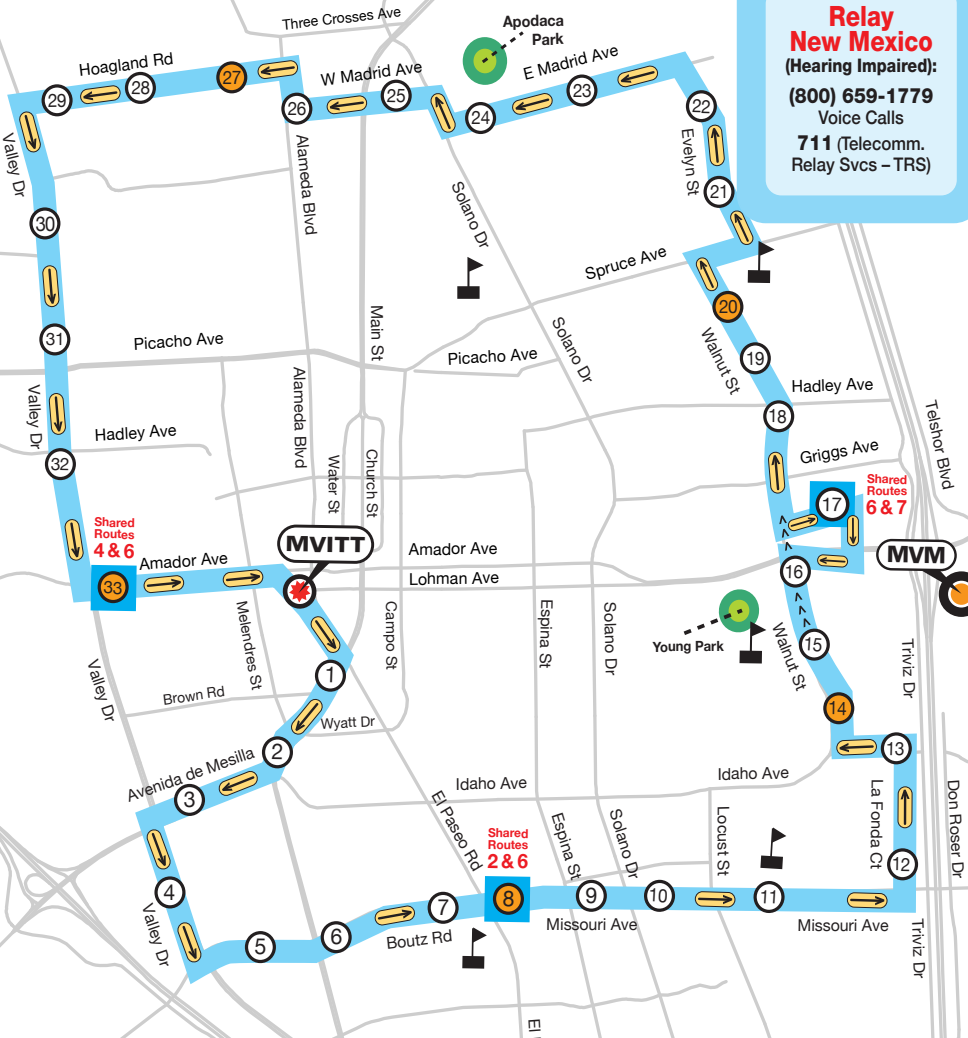 Relay
New Mexico
(Hearing Impaired):
(800) 659-1779
Voice Calls
711 (Telecomm.
Relay Svcs – TRS)
Three Crosses Ave
Apodaca
Park
Hoagland Rd
W Madrid Ave
E Madrid Ave
29
28
27
26
25
24
23
22
Valley Dr
Alameda Blvd
Solano Dr
Evelyn St
21
30
Spruce Ave
20
31
Picacho Ave
Main St
Picacho Ave
Solano Dr
Walnut St
19
Hadley Ave
18
Valley Dr
Hadley Ave
Alameda Blvd
Water St
Church St
Griggs Ave
Telshor Blvd
32
17
Shared
Routes
6 & 7
Shared
Routes
4 & 6
33
Amador Ave
MVITT
Amador Ave
Lohman Ave
16
MVM
Melendres St
Campo St
Espina St
Solano Dr
Young Park
Walnut St
15
Triviz Dr
Valley Dr
Brown Rd
1
Wyatt Dr
14
2
13
Avenida de Mesilla
3
Idaho Ave
Idaho Ave
El Paseo Rd
Shared
Routes
2 & 6
Espina St
Solano Dr
Locust St
La Fonda Ct
Don Roser Dr
12
4
8
9
10
11
7
Valley Dr
5
6
Boutz Rd
Missouri Ave
Missouri Ave
Triviz Dr
El